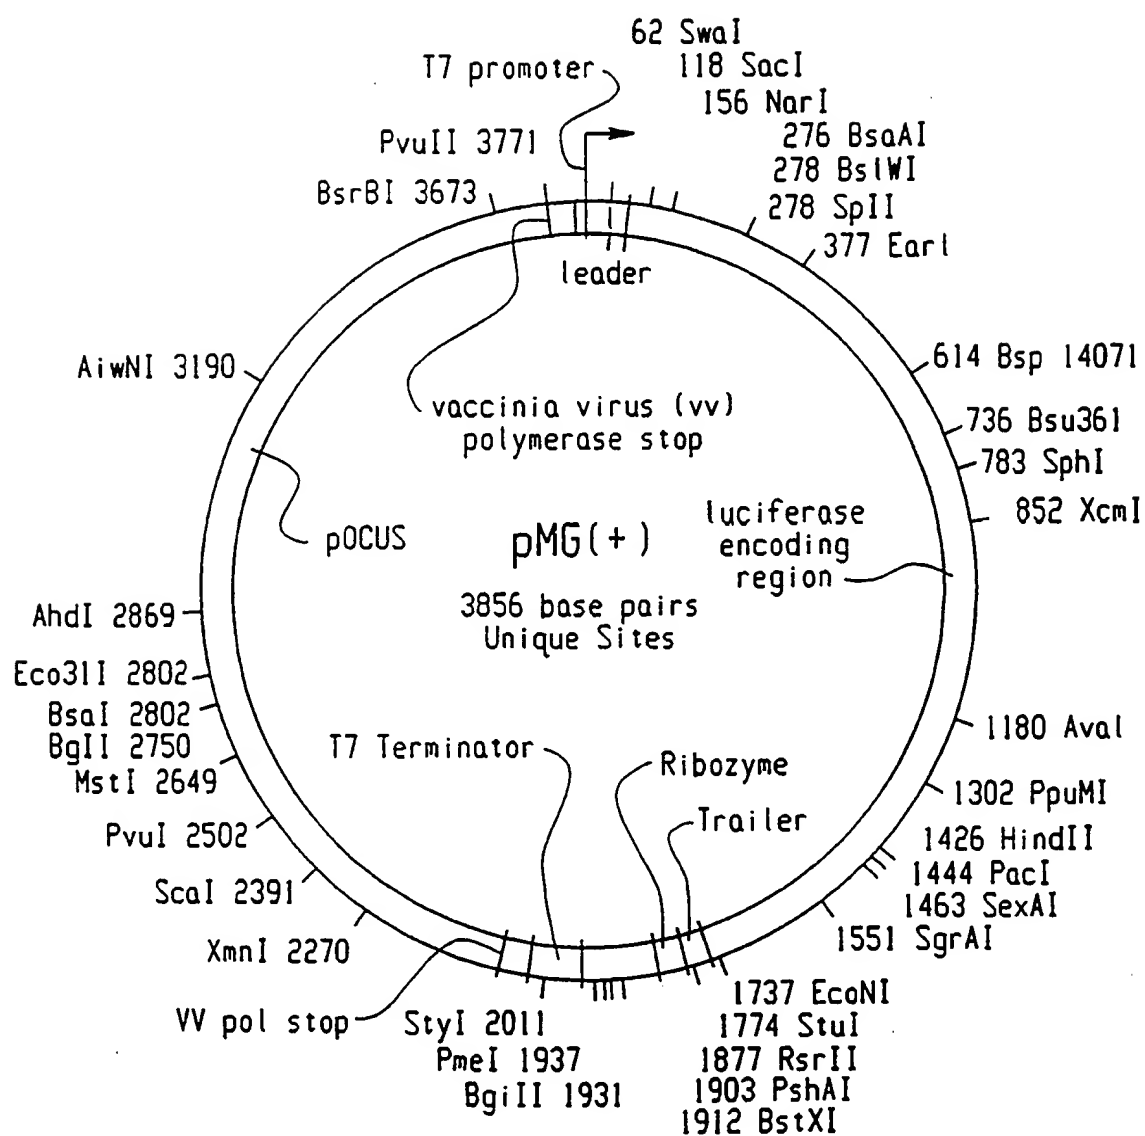 62 SwaI
T7 promoter
118 SacI
156 NarI
PvuII 3771
276 BsaAI
278 BslWI
BsrBI 3673
278 SpII
377 EarI
leader
614 Bsp 14071
AiwNI 3190
vaccinia virus (vv)
polymerase stop
736 Bsu361
783 SphI
852 XcmI
luciferase
encoding
region
pOCUS
pMG(+)
3856 base pairs
Unique Sites
AhdI 2869
Eco31I 2802
BsaI 2802
BgII 2750
MstI 2649
T7 Terminator
Ribozyme
1180 AvaI
1302 PpuMI
Trailer
PvuI 2502
1426 HindII
1444 PacI
1463 SexAI
1551 SgrAI
ScaI 2391
XmnI 2270
VV pol stop
StyI 2011
PmeI 1937
BgiII 1931
1737 EcoNI
1774 StuI
1877 RsrII
1903 PshAI
1912 BstXI